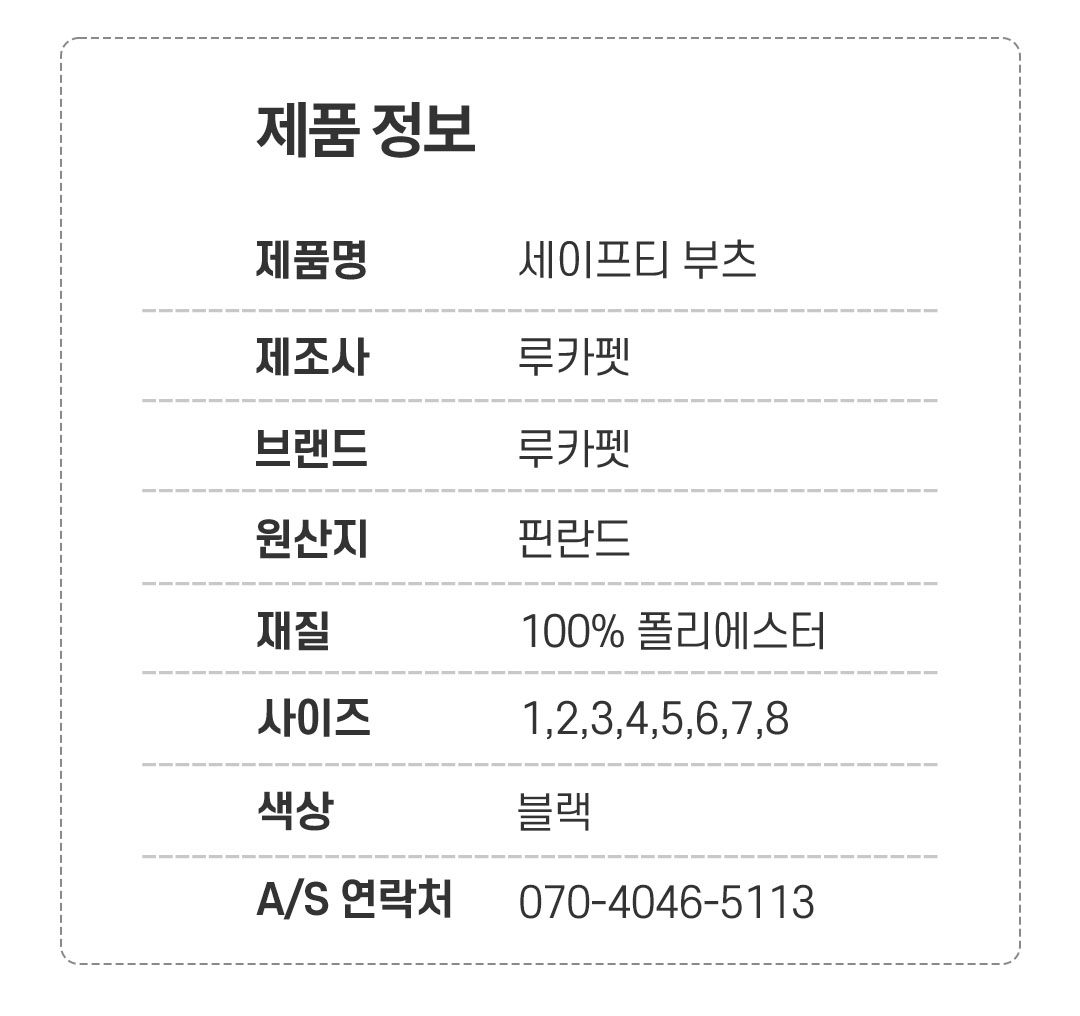 제품 정보
제품명 세이프티 부츠
제조사 루카펫
브랜드 루카펫
원산지 핀란드
재질 100% 폴리에스터
사이즈 1,2,3,4,5,6,7,8
색상 블랙
A/S 연락처 070-4046-5113